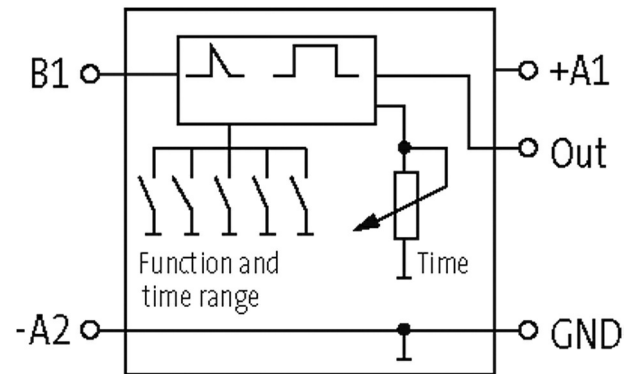 B1
+A1
Out
Function and
time range
Time
-A2
GND